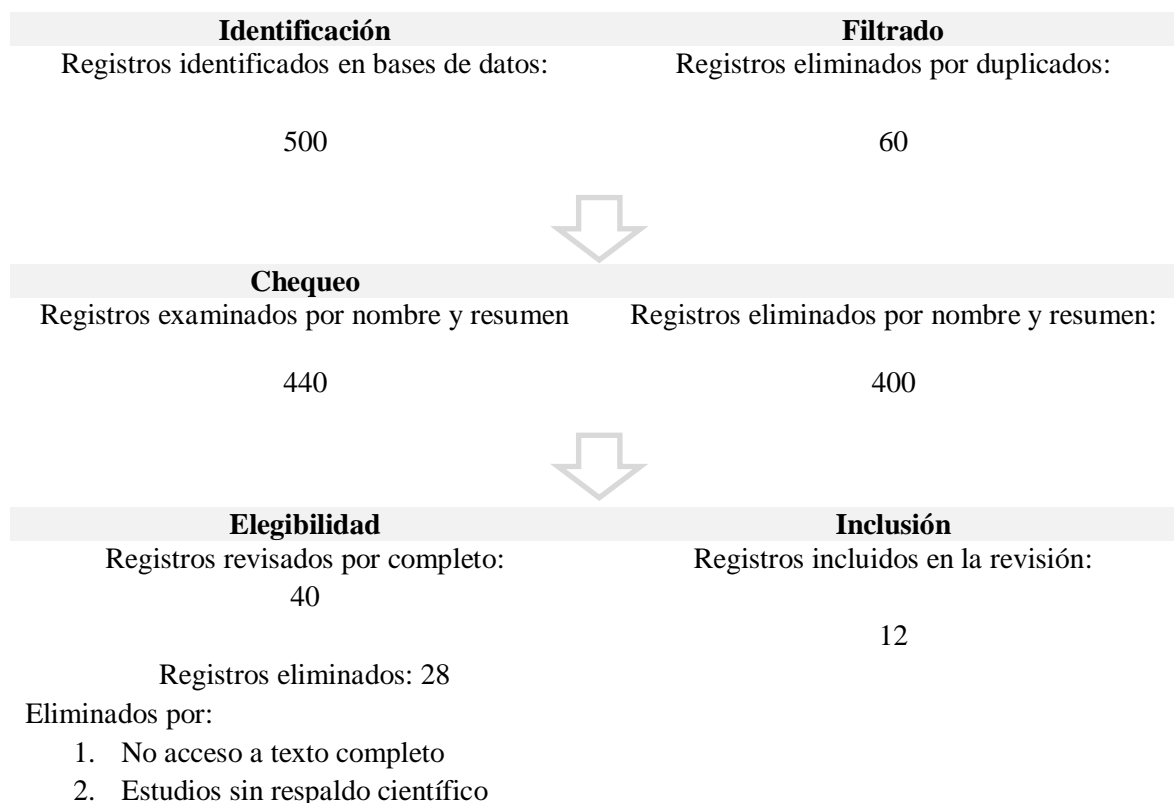 Identificación
Filtrado
Registros identificados en bases de datos:
Registros eliminados por duplicados:
500
60
Chequeo
Registros examinados por nombre y resumen
Registros eliminados por nombre y resumen:
440
400
Elegibilidad
Inclusión
Registros revisados por completo:
Registros incluidos en la revisión:
40
12
Registros eliminados: 28
Eliminados por:
1. No acceso a texto completo
2. Estudios sin respaldo científico